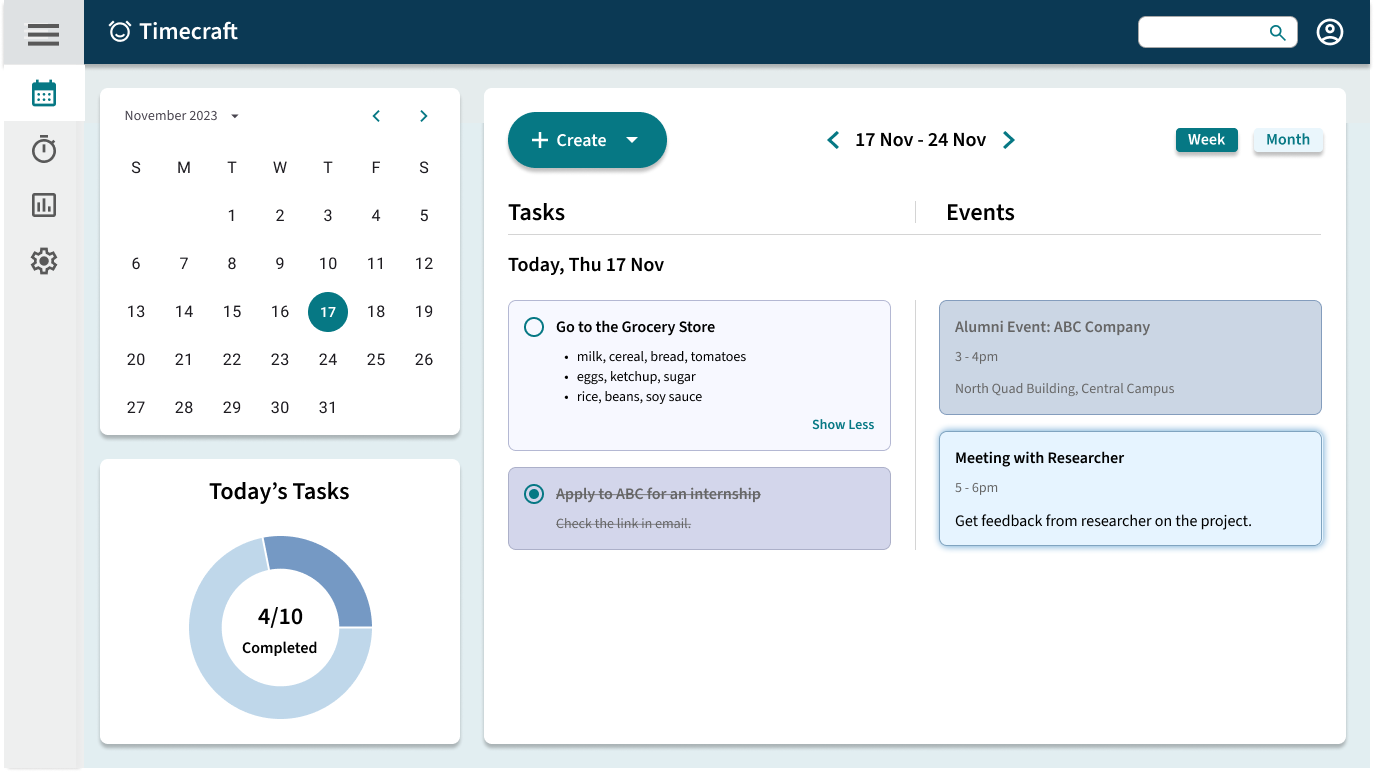 Timecraft
November 2023
S M T W T F S
1 2 3 4 5
6 7 8 9 10 11 12
13 14 15 16 17 18 19
20 21 22 23 24 25 26
27 28 29 30 31
Today’s Tasks
4/10
Completed
Create
17 Nov - 24 Nov
Week
Month
Tasks
Events
Today, Thu 17 Nov
Go to the Grocery Store
• milk, cereal, bread, tomatoes
• eggs, ketchup, sugar
• rice, beans, soy sauce
Show Less
Apply to ABC for an internship
Check the link in email.
Alumni Event: ABC Company
3 - 4pm
North Quad Building, Central Campus
Meeting with Researcher
5 - 6pm
Get feedback from researcher on the project.